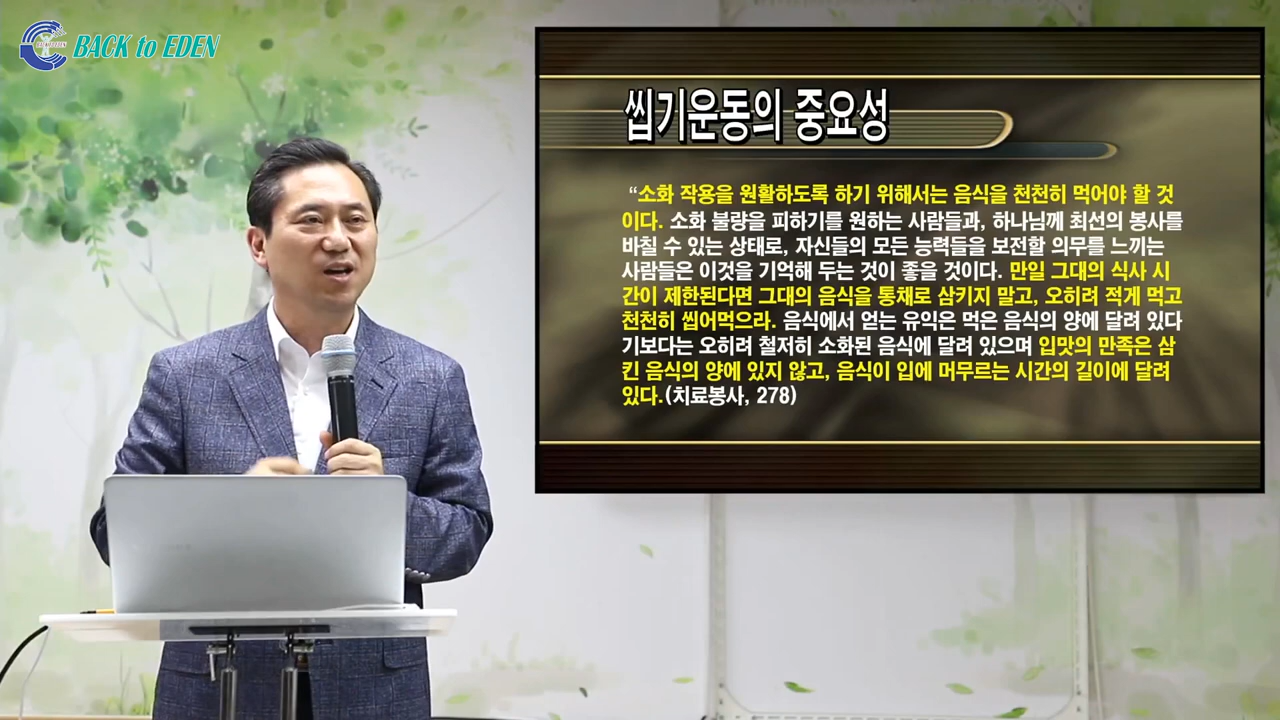 BACK to EDEN
씹기운동의 중요성
“소화 작용을 원활하도록 하기 위해서는 음식을 천천히 먹어야 할 것
이다. 소화 불량을 피하기를 원하는 사람들과, 하나님께 최선의 봉사를
바칠 수 있는 상태로, 자신들의 모든 능력들을 보전할 의무를 느끼는
사람들은 이것을 기억해 두는 것이 좋을 것이다. 만일 그대의 식사 시
간이 제한된다면 그대의 음식을 통채로 삼키지 말고, 오히려 적게 먹고
천천히 씹어먹으라. 음식에서 얻는 유익은 먹은 음식의 양에 달려 있다
기보다는 오히려 철저히 소화된 음식에 달려 있으며 입맛의 만족은 삼
킨 음식의 양에 있지 않고, 음식이 입에 머무르는 시간의 길이에 달려
있다.(치료봉사, 278)